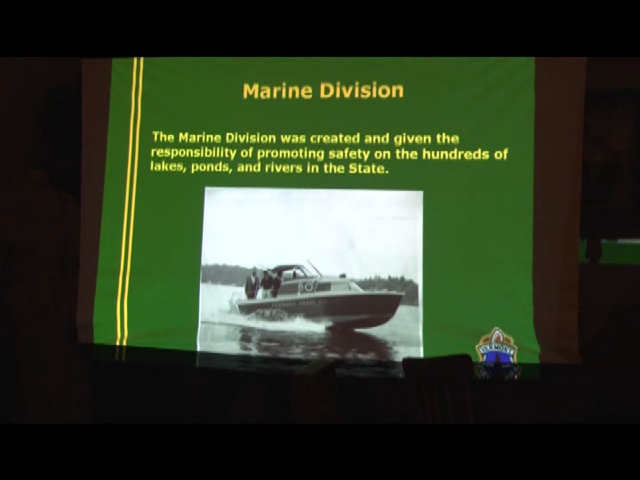 Marine Division
The Marine Division was created and given the
responsibility of promoting safety on the hundreds of
lakes, ponds, and rivers in the State.
VERMONT